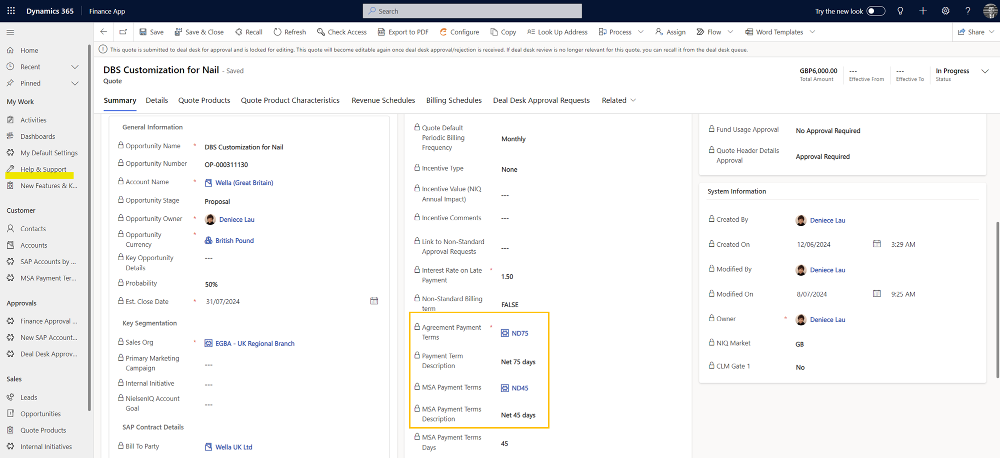 Dynamics 365
Finance App
Search
Try the new look
Save
Save & Close
Recall
Refresh
Check Access
Export to PDF
Configure
Copy
Look Up Address
Process
Assign
Flow
Word Templates
Share
This quote is submitted to deal desk for approval and is locked for editing. This quote will become editable again once deal desk approval/rejection is received. If deal desk review is no longer relevant for this quote, you can recall it from the deal desk queue.
Home
Recent
Pinned
My Work
Activities
Dashboards
My Default Settings
Help & Support
New Features & K...
Customer
Contacts
Accounts
SAP Accounts by ...
MSA Payment Ter...
Approvals
Finance Approval ...
New SAP Account...
Deal Desk Approv...
Sales
Leads
Opportunities
Quote Products
Internal Initiatives
DBS Customization for Nail - Saved
Quote
GBP6,000.00
Total Amount
---
Effective From
---
Effective To
In Progress
Status
Summary
Details
Quote Products
Quote Product Characteristics
Revenue Schedules
Billing Schedules
Deal Desk Approval Requests
Related
General Information
Opportunity Name * DBS Customization for Nail
Opportunity Number OP-000311130
Account Name * Wella (Great Britain)
Opportunity Stage Proposal
Opportunity Owner * Deniece Lau
Opportunity
Currency
* British Pound
Key Opportunity
Details
---
Probability 50%
Est. Close Date * 31/07/2024
Key Segmentation
Sales Org * EGBA - UK Regional Branch
Primary Marketing
Campaign
---
Internal Initiative ---
NielsenIQ Account
Goal
---
SAP Contract Details
Bill To Party Wella UK Ltd
Quote Default
Periodic Billing
Frequency
Monthly
Incentive Type None
Incentive Value (NIQ
Annual Impact)
---
Incentive Comments ---
Link to Non-Standard
Approval Requests
---
Interest Rate on Late
Payment
* 1.50
Non-Standard Billing
term
FALSE
Agreement Payment
Terms
* ND75
Payment Term
Description
Net 75 days
MSA Payment Terms ND45
MSA Payment Terms
Description
Net 45 days
MSA Payment Terms
Days
45
Fund Usage Approval No Approval Required
Quote Header Details
Approval
Approval Required
System Information
Created By Deniece Lau
Created On 12/06/2024 3:29 AM
Modified By Deniece Lau
Modified On 8/07/2024 9:25 AM
Owner * Deniece Lau
NIQ Market GB
CLM Gate 1 No